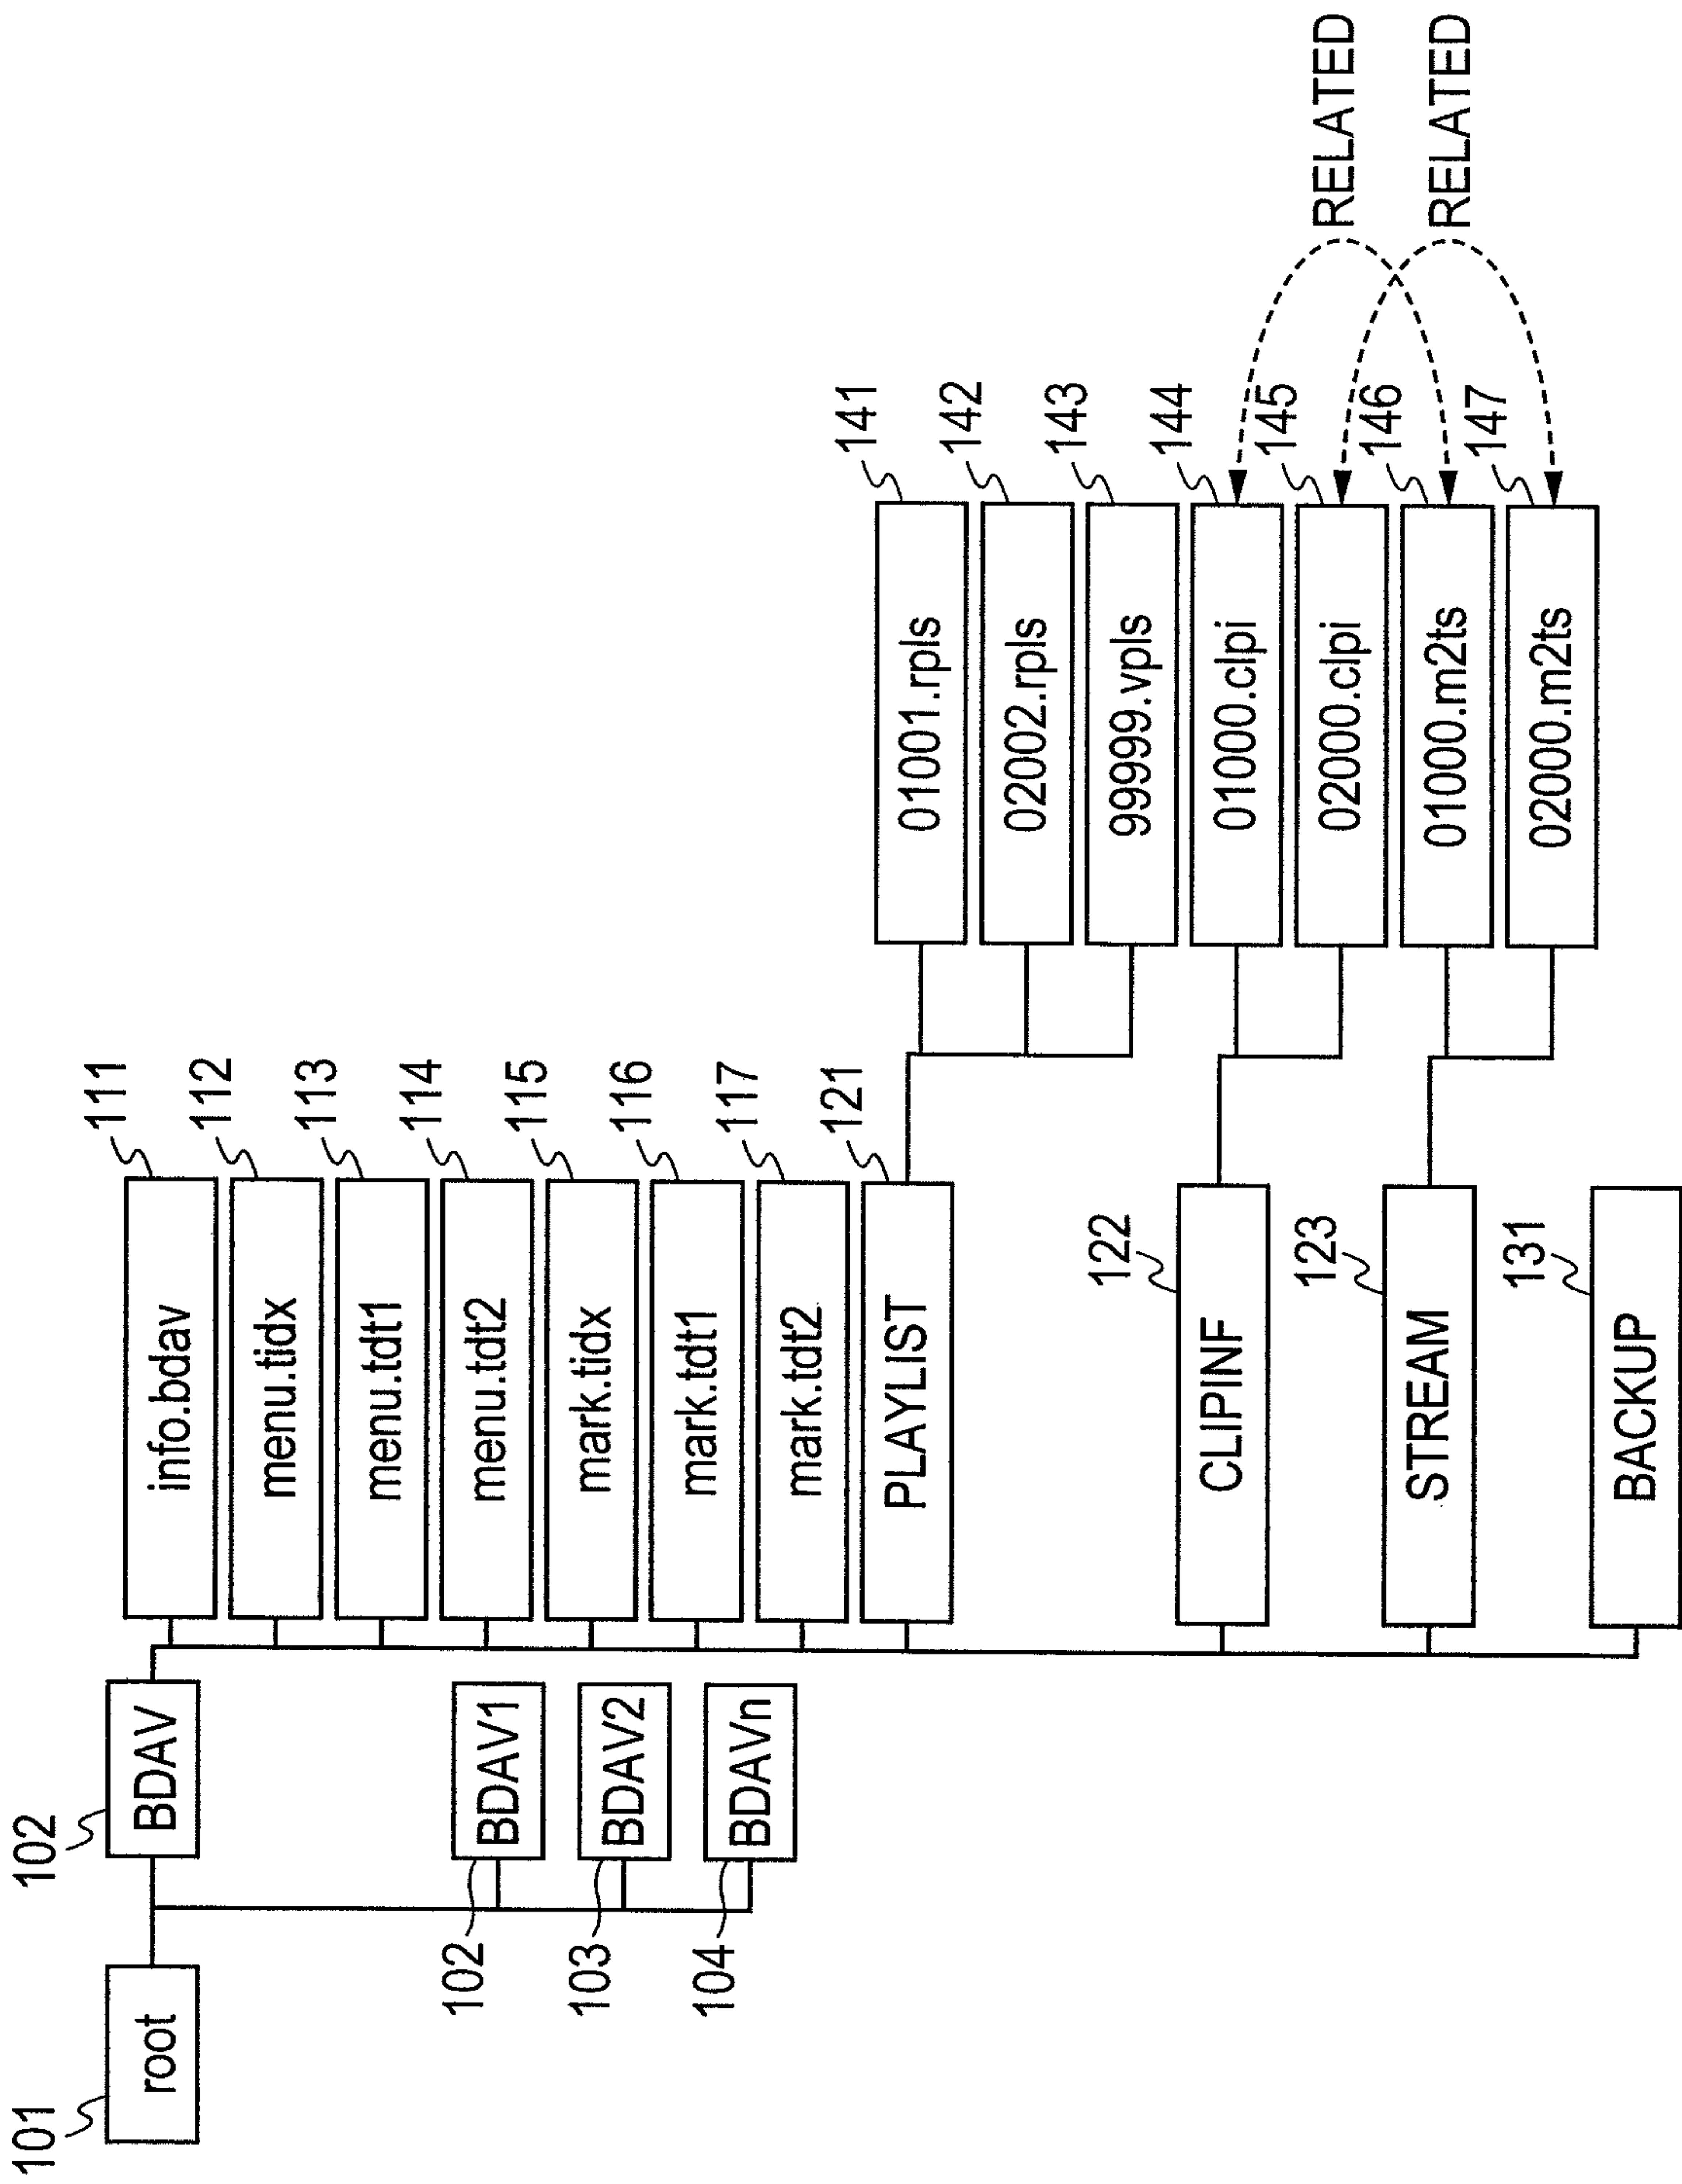 101
root
102
BDAV
102
BDAV1
103
BDAV2
104
BDAVn
info.bdav
111
menu.tidx
112
menu.tdt1
113
menu.tdt2
114
mark.tidx
115
mark.tdt1
116
mark.tdt2
117
PLAYLIST
121
CLIPINF
122
STREAM
123
BACKUP
131
01001.rpls
141
02002.rpls
142
99999.vpls
143
01000.clpi
144
02000.clpi
145
01000.m2ts
146
02000.m2ts
147
RELATED
RELATED